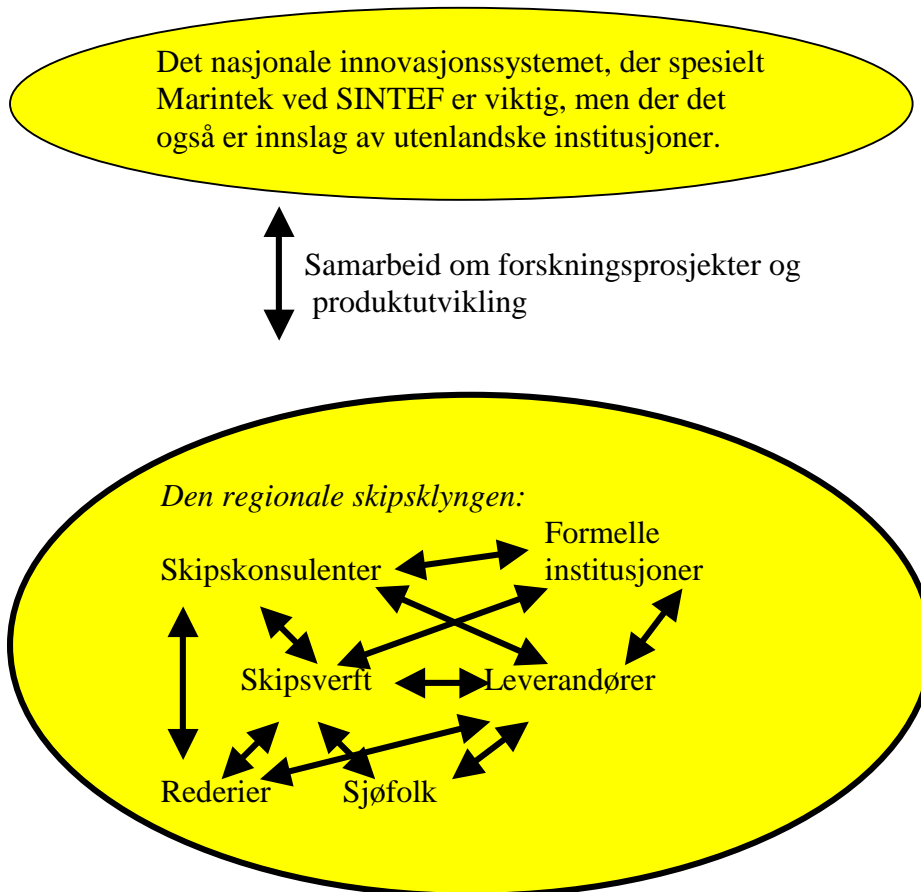 Det nasjonale innovasjonssystemet, der spesielt
Marintek ved SINTEF er viktig, men der det
også er innslag av utenlandske institusjoner.
Samarbeid om forskningsprosjekter og
produktutvikling
Den regionale skipsklyngen:
Formelle
Skipskonsulenter institusjoner
Skipsverft Leverandører
Rederier Sjøfolk